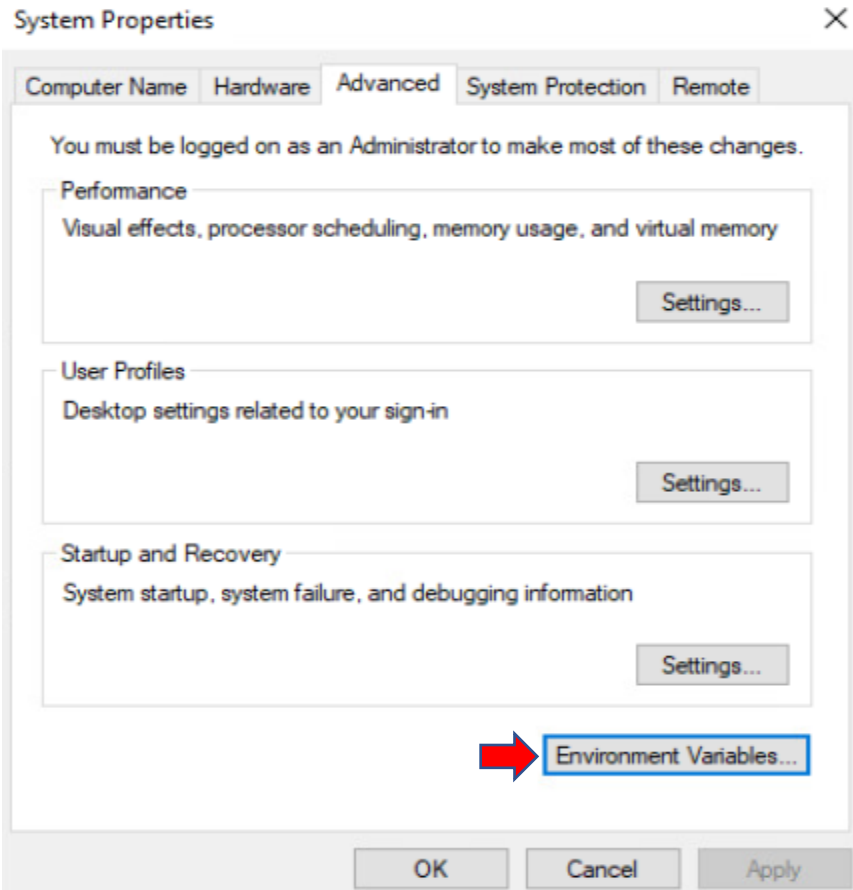 System Properties
Computer Name Hardware Advanced System Protection Remote
You must be logged on as an Administrator to make most of these changes.
Performance
Visual effects, processor scheduling, memory usage, and virtual memory
Settings...
User Profiles
Desktop settings related to your sign-in
Settings...
Startup and Recovery
System startup, system failure, and debugging information
Settings...
Environment Variables...
OK Cancel Apply